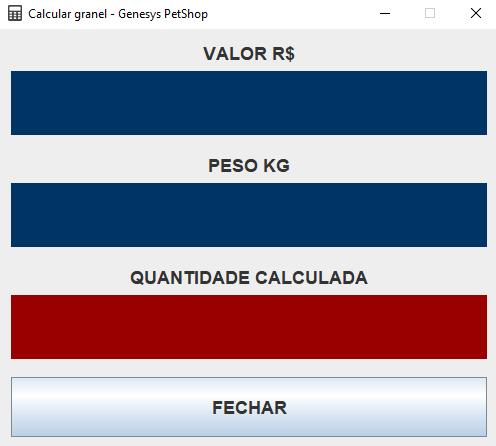 Calcular granel - Genesys PetShop
VALOR R$
PESO KG
QUANTIDADE CALCULADA
FECHAR